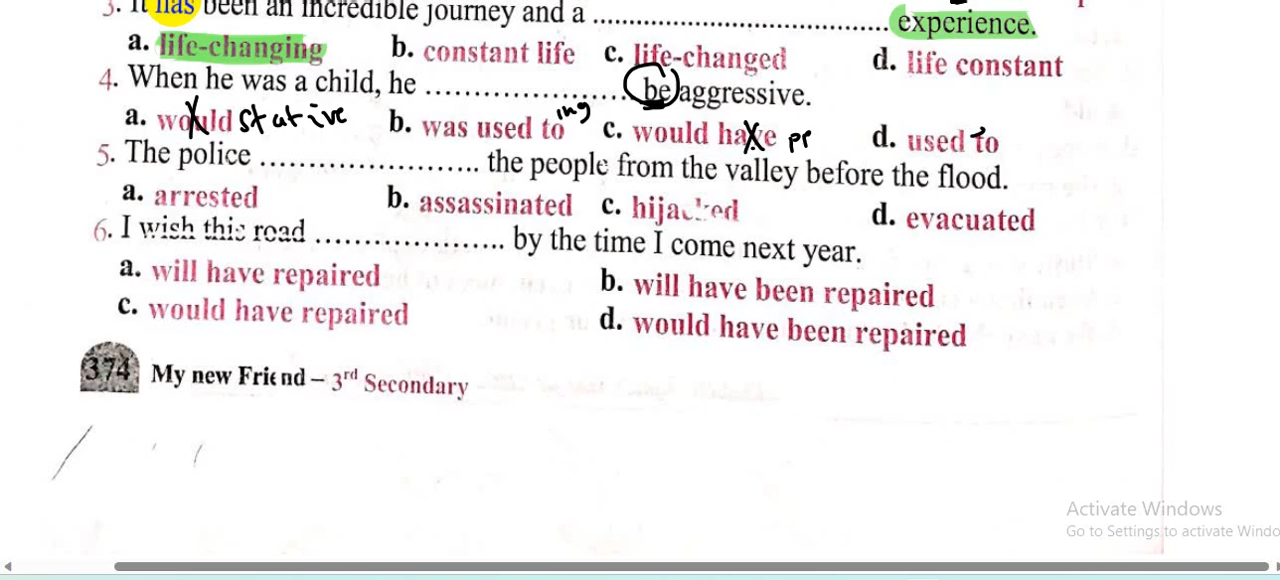 3. It has been an incredible journey and a .................................... experience.
a. life-changing b. constant life c. life-changed d. life constant
4. When he was a child, he ......................... be aggressive.
a. would stative b. was used to ing c. would have pr d. used to
5. The police ......................... the people from the valley before the flood.
a. arrested b. assassinated c. hijacked d. evacuated
6. I wish this road ....................... by the time I come next year.
a. will have repaired b. will have been repaired
c. would have repaired d. would have been repaired
374 My new Friend – 3rd Secondary
Activate Windows
Go to Settings to activate Windo